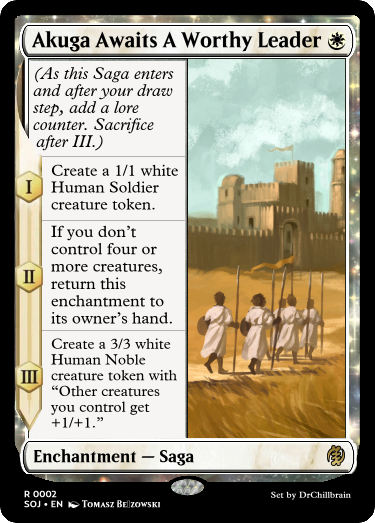 Akuga Awaits A Worthy Leader
(As this Saga enters
and after your draw
step, add a lore
counter. Sacrifice
after III.)
I
Create a 1/1 white
Human Soldier
creature token.
II
If you don't
control four or
more creatures,
return this
enchantment to
its owner's hand.
III
Create a 3/3 white
Human Noble
creature token with
“Other creatures
you control get
+1/+1.”
Enchantment — Saga
R 0002
SOJ • EN Tomasz
Set by DrChillbrain